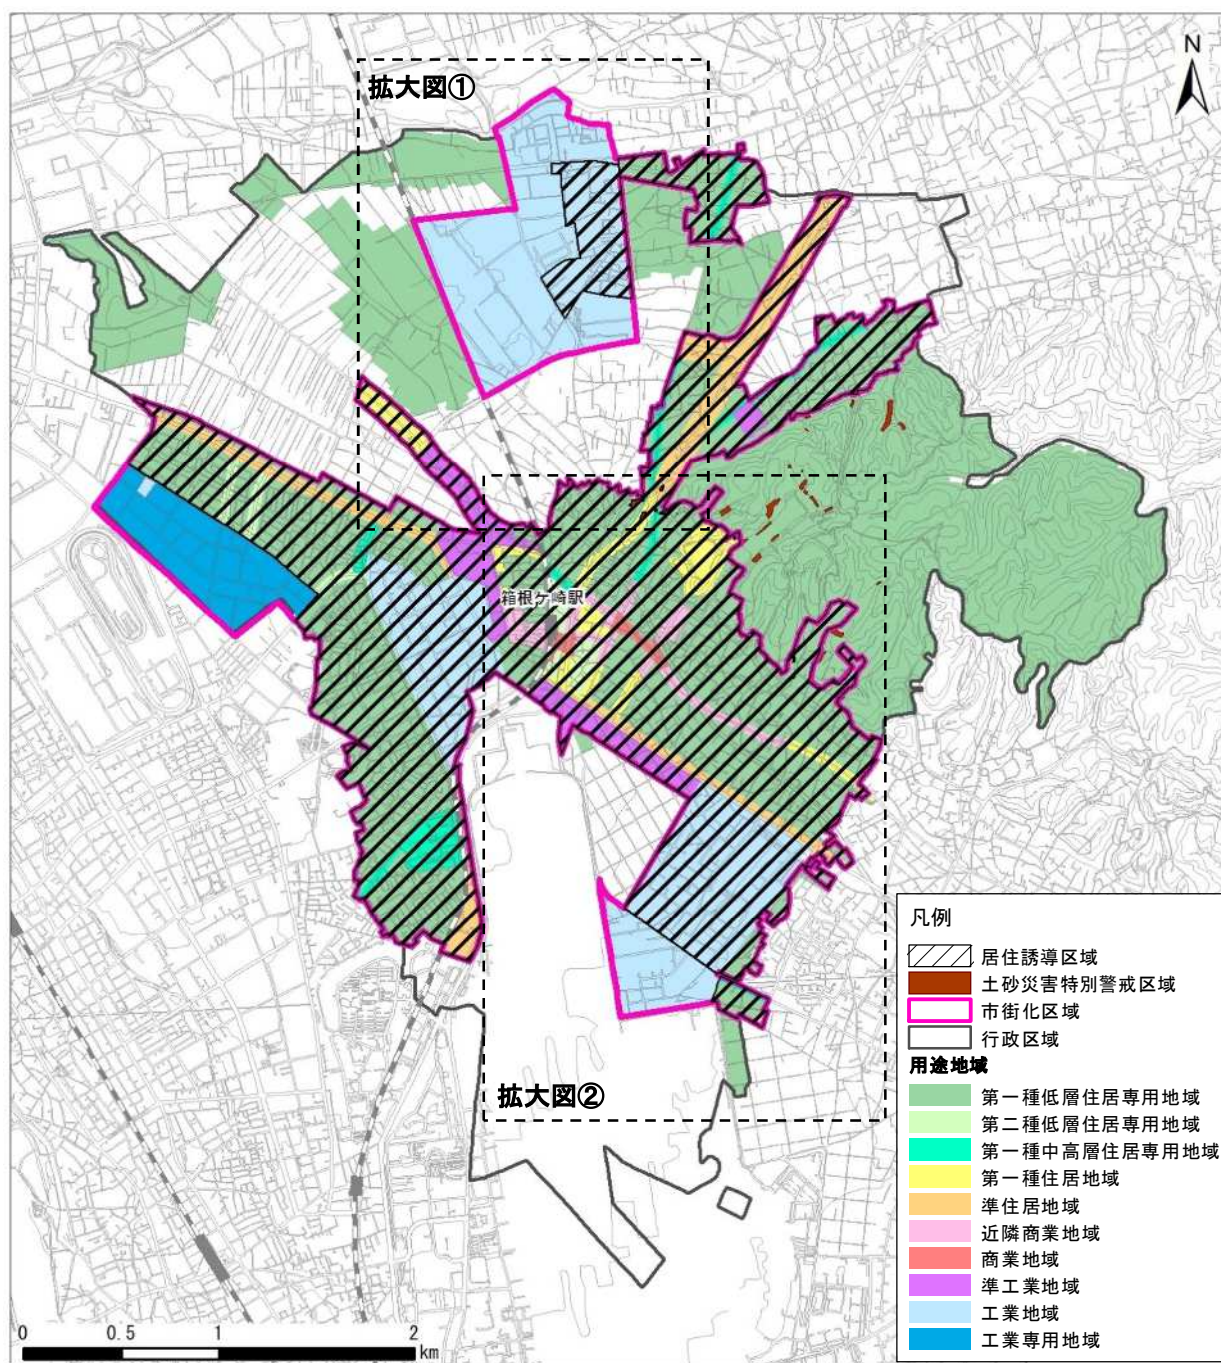 拡大図①
N
箱根ケ崎駅
拡大図②
凡例
居住誘導区域
土砂災害特別警戒区域
市街化区域
行政区域
用途地域
第一種低層住居専用地域
第二種低層住居専用地域
第一種中高層住居専用地域
第一種住居地域
準住居地域
近隣商業地域
商業地域
準工業地域
工業地域
工業専用地域
0 0.5 1 2
km